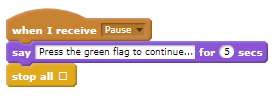 when I receive Pause
say Press the green flag to continue... for 5 secs
stop all